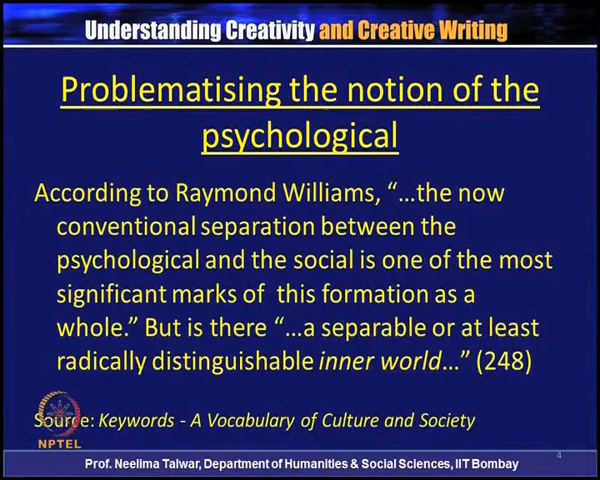 Understanding Creativity and Creative Writing
Problematising the notion of the
psychological
According to Raymond Williams, “…the now
conventional separation between the
psychological and the social is one of the most
significant marks of this formation as a
whole.” But is there “…a separable or at least
radically distinguishable inner world…” (248)
Source: Keywords - A Vocabulary of Culture and Society
NPTEL
4
Prof. Neelima Talwar, Department of Humanities & Social Sciences, IIT Bombay